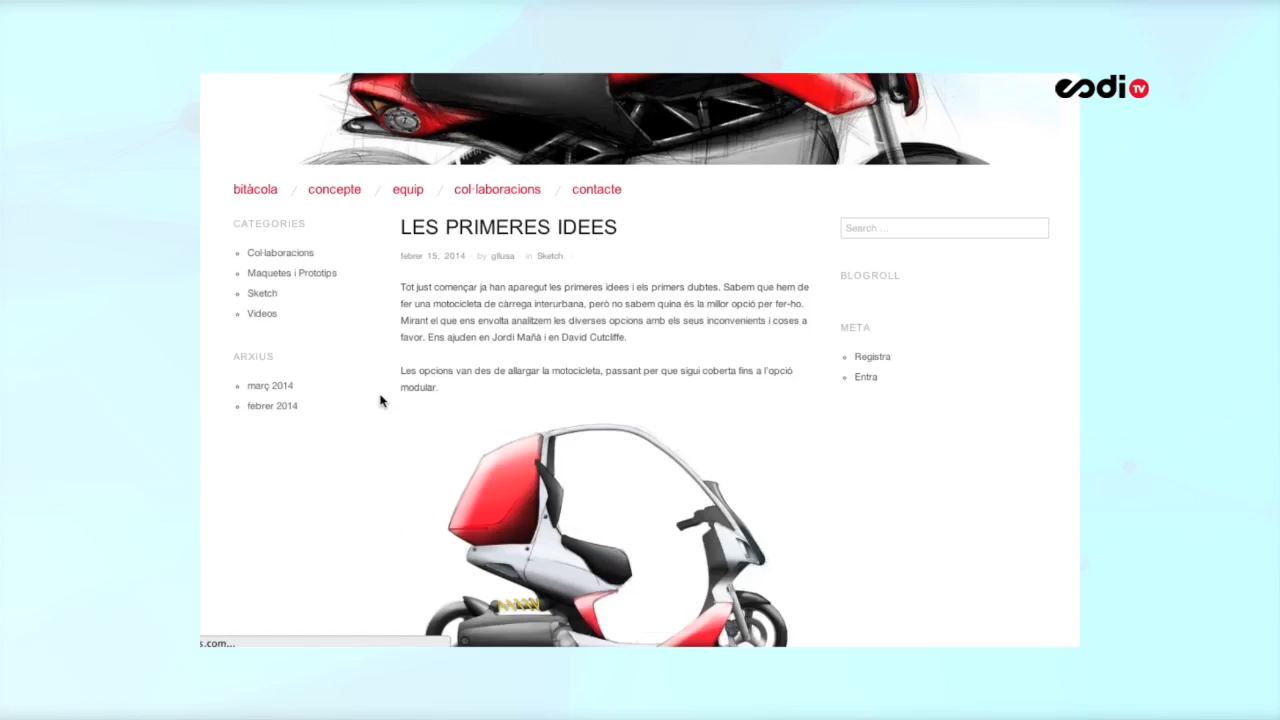 esdi TV
bitàcola / concepte / equip / col·laboracions / contacte
CATEGORIES
Col·laboracions
Maquetes i Prototips
Sketch
Videos
ARXIUS
març 2014
febrer 2014
LES PRIMERES IDEES
febrer 15, 2014 · by gllusa · in Sketch ·
Tot just començar ja han aparegut les primeres idees i els primers dubtes. Sabem que hem de
fer una motocicleta de càrrega interurbana, però no sabem quina és la millor opció per fer-ho.
Mirant el que ens envolta analitzem les diverses opcions amb els seus inconvenients i coses a
favor. Ens ajuden en Jordi Mañà i en David Cutcliffe.
Les opcions van des de allargar la motocicleta, passant per que sigui coberta fins a l'opció
modular.
Search ...
BLOGROLL
META
Registra
Entra
s.com...